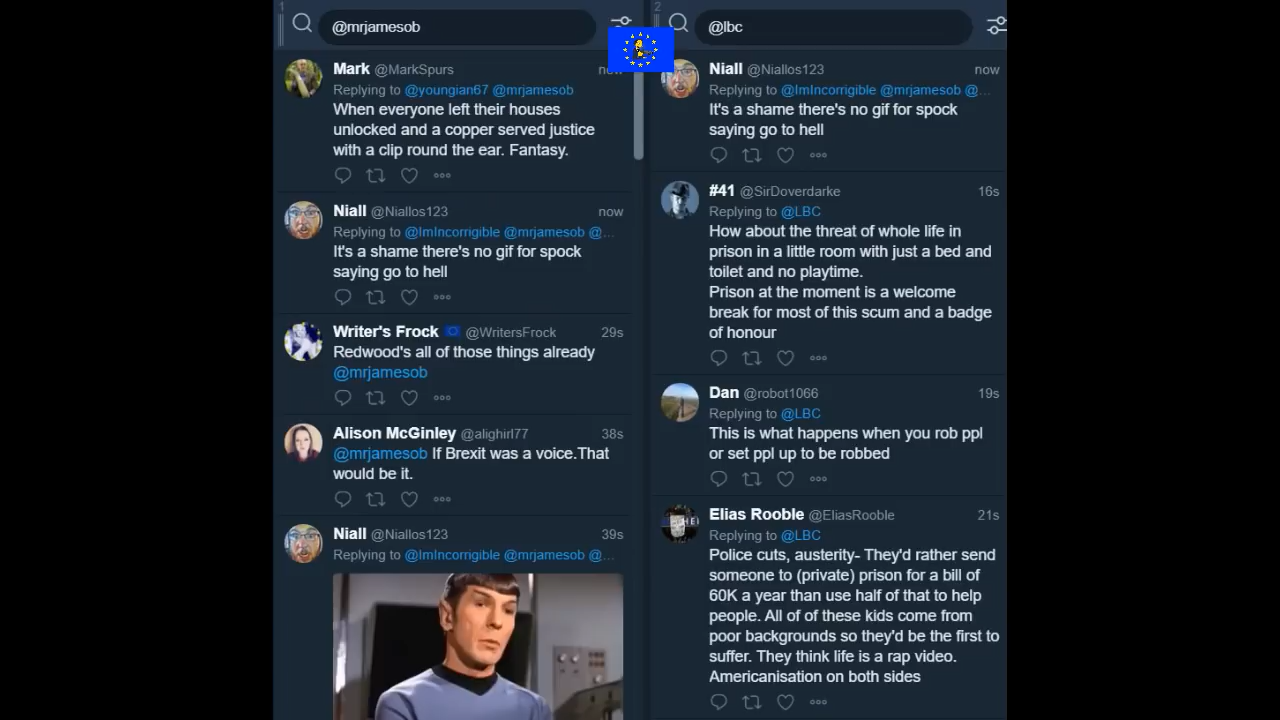 1
@mrjamesob
Mark @MarkSpurs now
Replying to @youngian67 @mrjamesob
When everyone left their houses
unlocked and a copper served justice
with a clip round the ear. Fantasy.
Niall @Niallos123 now
Replying to @ImIncorrigible @mrjamesob @...
It's a shame there's no gif for spock
saying go to hell
Writer's Frock @WritersFrock 29s
Redwood's all of those things already
@mrjamesob
Alison McGinley @alighirl77 38s
@mrjamesob If Brexit was a voice.That
would be it.
Niall @Niallos123 39s
Replying to @ImIncorrigible @mrjamesob @...
2
@lbc
Niall @Niallos123 now
Replying to @ImIncorrigible @mrjamesob @...
It's a shame there's no gif for spock
saying go to hell
#41 @SirDoverdarke 16s
Replying to @LBC
How about the threat of whole life in
prison in a little room with just a bed and
toilet and no playtime.
Prison at the moment is a welcome
break for most of this scum and a badge
of honour
Dan @robot1066 19s
Replying to @LBC
This is what happens when you rob ppl
or set ppl up to be robbed
Elias Rooble @EliasRooble 21s
Replying to @LBC
Police cuts, austerity- They'd rather send
someone to (private) prison for a bill of
60K a year than use half of that to help
people. All of of these kids come from
poor backgrounds so they'd be the first to
suffer. They think life is a rap video.
Americanisation on both sides